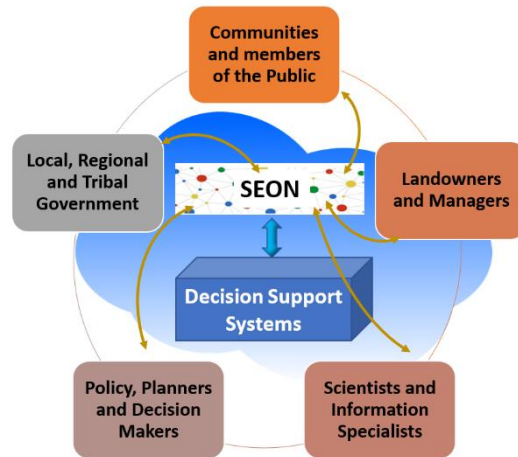 Communities
and members
of the Public
Local, Regional
and Tribal
Government
SEON
Landowners
and Managers
Decision Support
Systems
Policy, Planners
and Decision
Makers
Scientists and
Information
Specialists